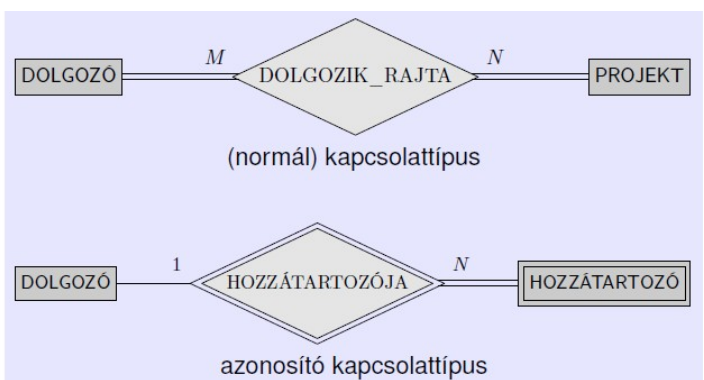 DOLGOZÓ M DOLGOZIK_RAJTA N PROJEKT
(normál) kapcsolattípus
DOLGOZÓ 1 HOZZÁTARTOZÓJA N HOZZÁTARTOZÓ
azonosító kapcsolattípus